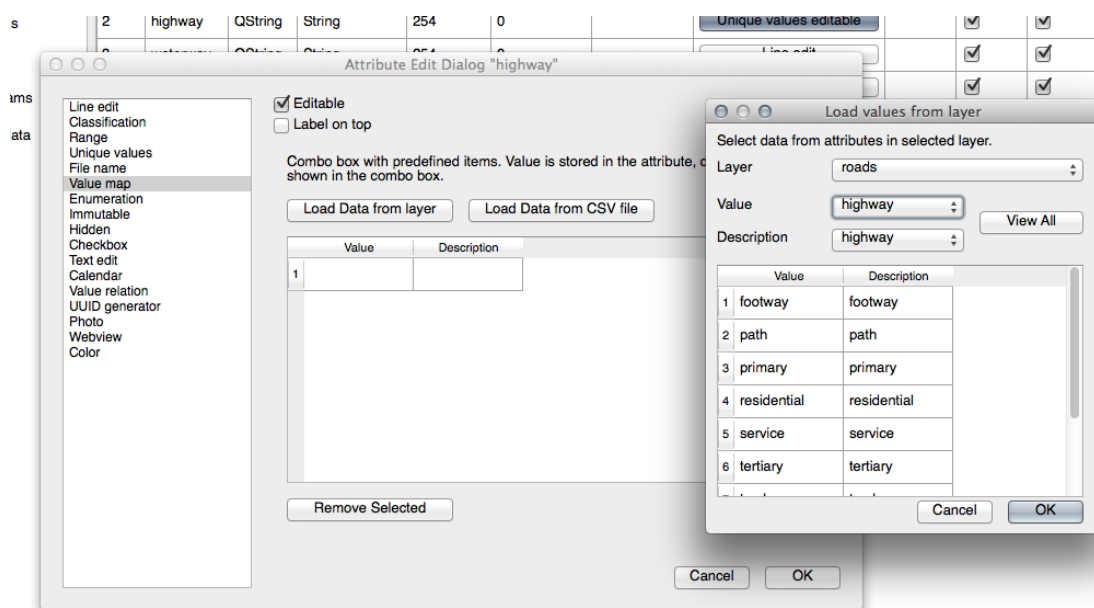 s
2 highway QString String 254 0 Unique values editable
QString String 254 0 Line edit
ams
ata
Attribute Edit Dialog "highway"
Line edit
Classification
Range
Unique values
File name
Value map
Enumeration
Immutable
Hidden
Checkbox
Text edit
Calendar
Value relation
UUID generator
Photo
Webview
Color
Editable
Label on top
Combo box with predefined items. Value is stored in the attribute,
shown in the combo box.
Load Data from layer Load Data from CSV file
Value Description
1
Remove Selected
Cancel OK
Load values from layer
Select data from attributes in selected layer.
Layer roads
Value highway
View All
Description highway
Value Description
1 footway footway
2 path path
3 primary primary
4 residential residential
5 service service
6 tertiary tertiary
Cancel OK